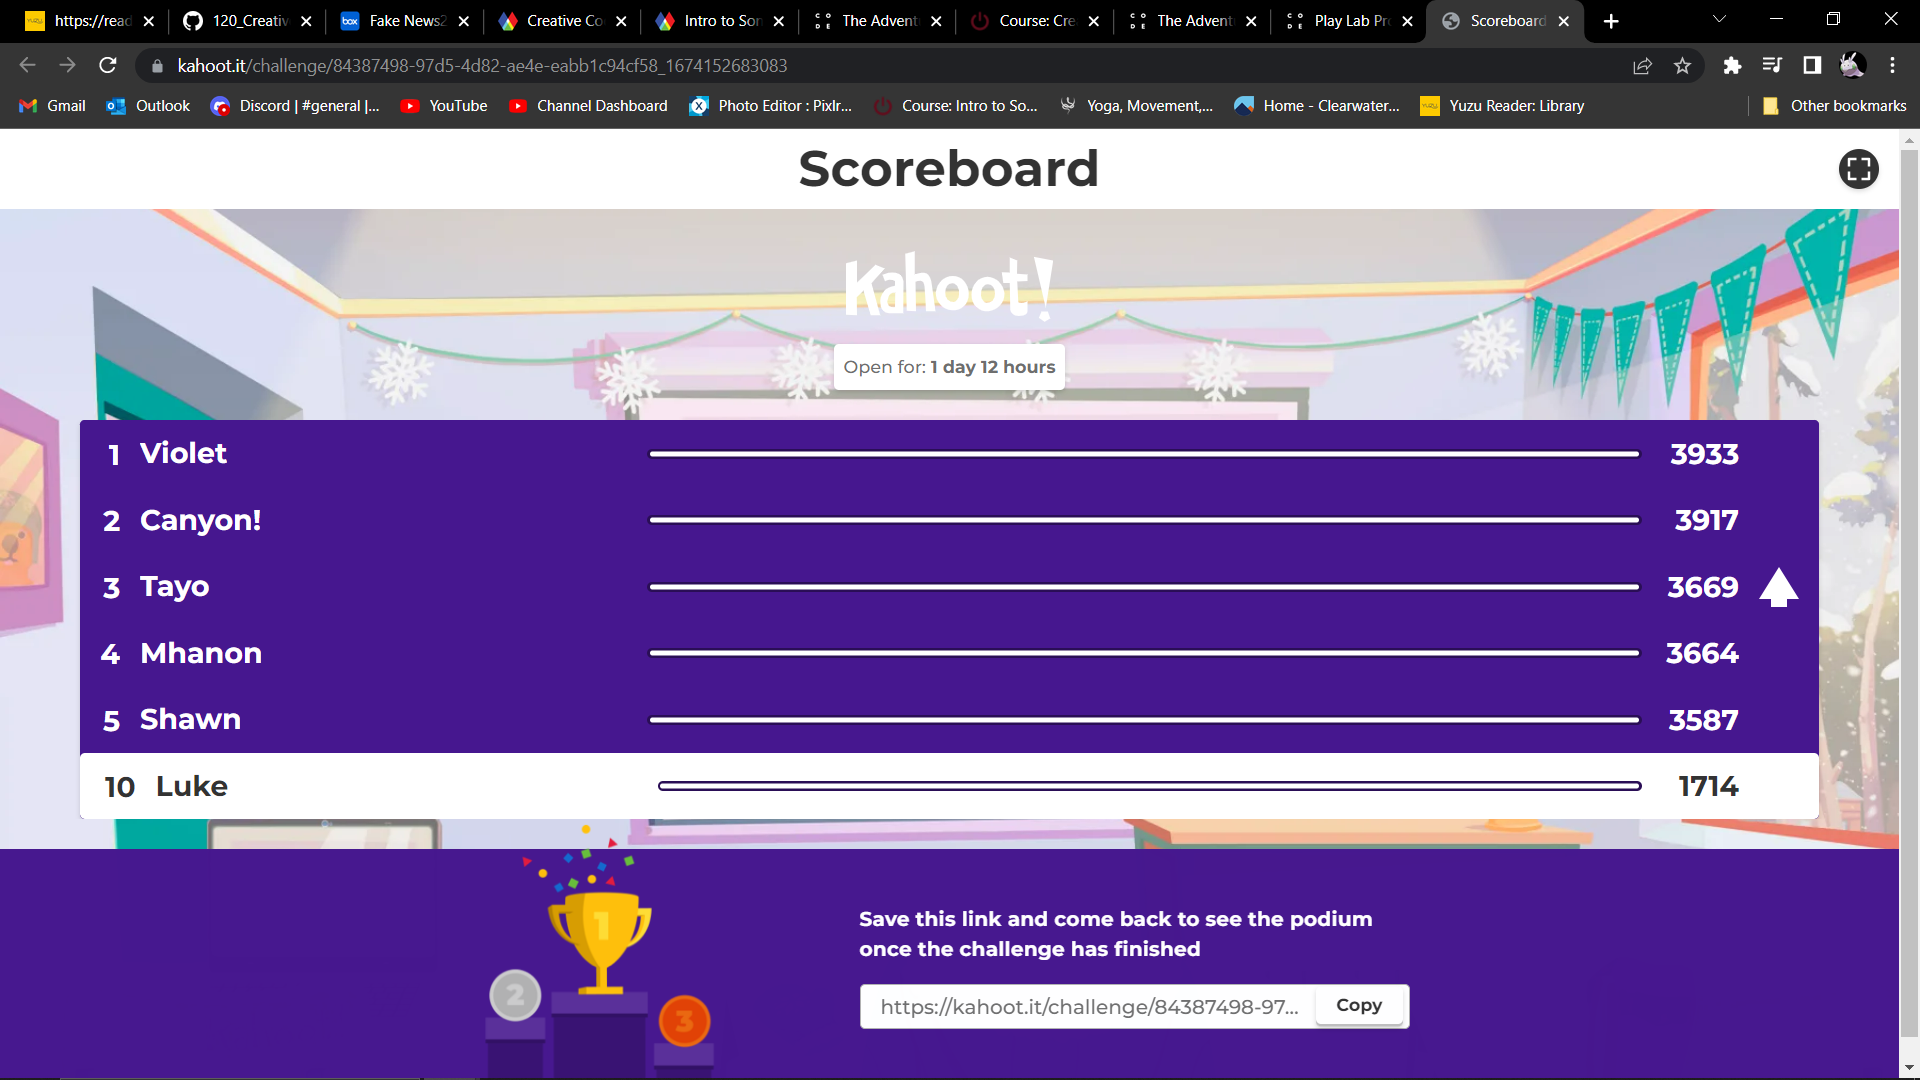 https://read
120_Creativ
Fake News2
Creative Co
Intro to Son
The Advent
Course: Cre
The Advent
Play Lab Pr
Scoreboard
kahoot.it/challenge/84387498-97d5-4d82-ae4e-eabb1c94cf58_1674152683083
Gmail
Outlook
Discord | #general |...
YouTube
Channel Dashboard
Photo Editor : Pixlr...
Course: Intro to So...
Yoga, Movement,...
Home - Clearwater...
Yuzu Reader: Library
Other bookmarks
Scoreboard
Kahoot!
Open for: 1 day 12 hours
1 Violet 3933
2 Canyon! 3917
3 Tayo 3669
4 Mhanon 3664
5 Shawn 3587
10 Luke 1714
1
2
3
Save this link and come back to see the podium
once the challenge has finished
https://kahoot.it/challenge/84387498-97... Copy